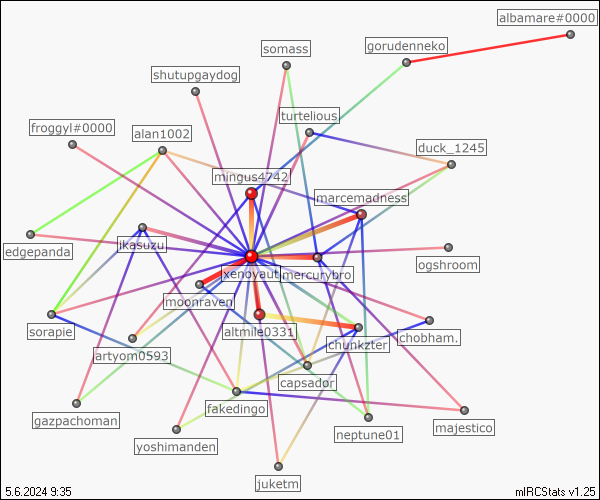 albamare#0000
gorudenneko
somass
shutupgaydog
turtelious
froggyl#0000
alan1002
duck_1245
mingus4742
marcemadness
edgepanda
ikasuzu
ogshroom
xenoyaut
mercurybro
moonraven
sorapie
altmile0331
chobham.
artyom0593
chunkzter
capsador
gazpachoman
fakedingo
majestico
yoshimanden
neptune01
juketm
5.6.2024 9:35
mIRCStats v1.25